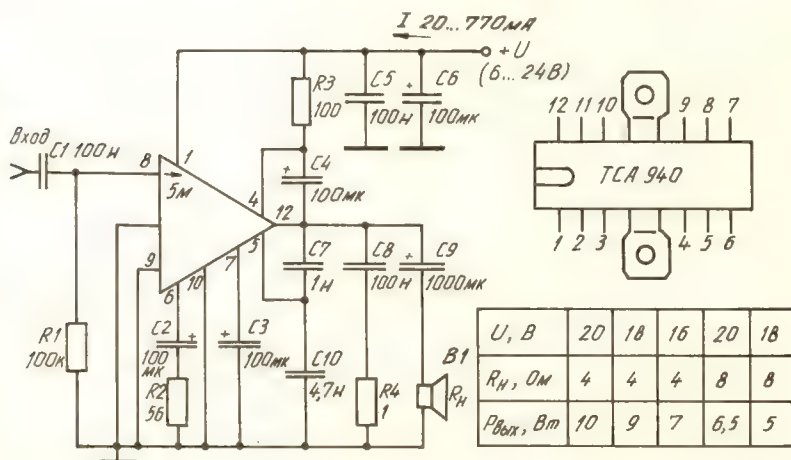 I 20...770мА
+ U
(6... 24В)
R3
100
C5
100н
+
C6
100мк
Вход
C1 100н
8
1
5м
4
+
C4
100мк
12
5
9
10
7
6
C7
1н
C8
100н
+
C9
1000мк
R1
100к
C2
+
100
мк
R2
56
+
C3
100мк
C10
4,7н
R4
1
B1
Rн
12 11 10 9 8 7
TCA 940
1 2 3 4 5 6
U, В 20 18 16 20 18
Rн, Ом 4 4 4 8 8
Pвых, Вт 10 9 7 6,5 5